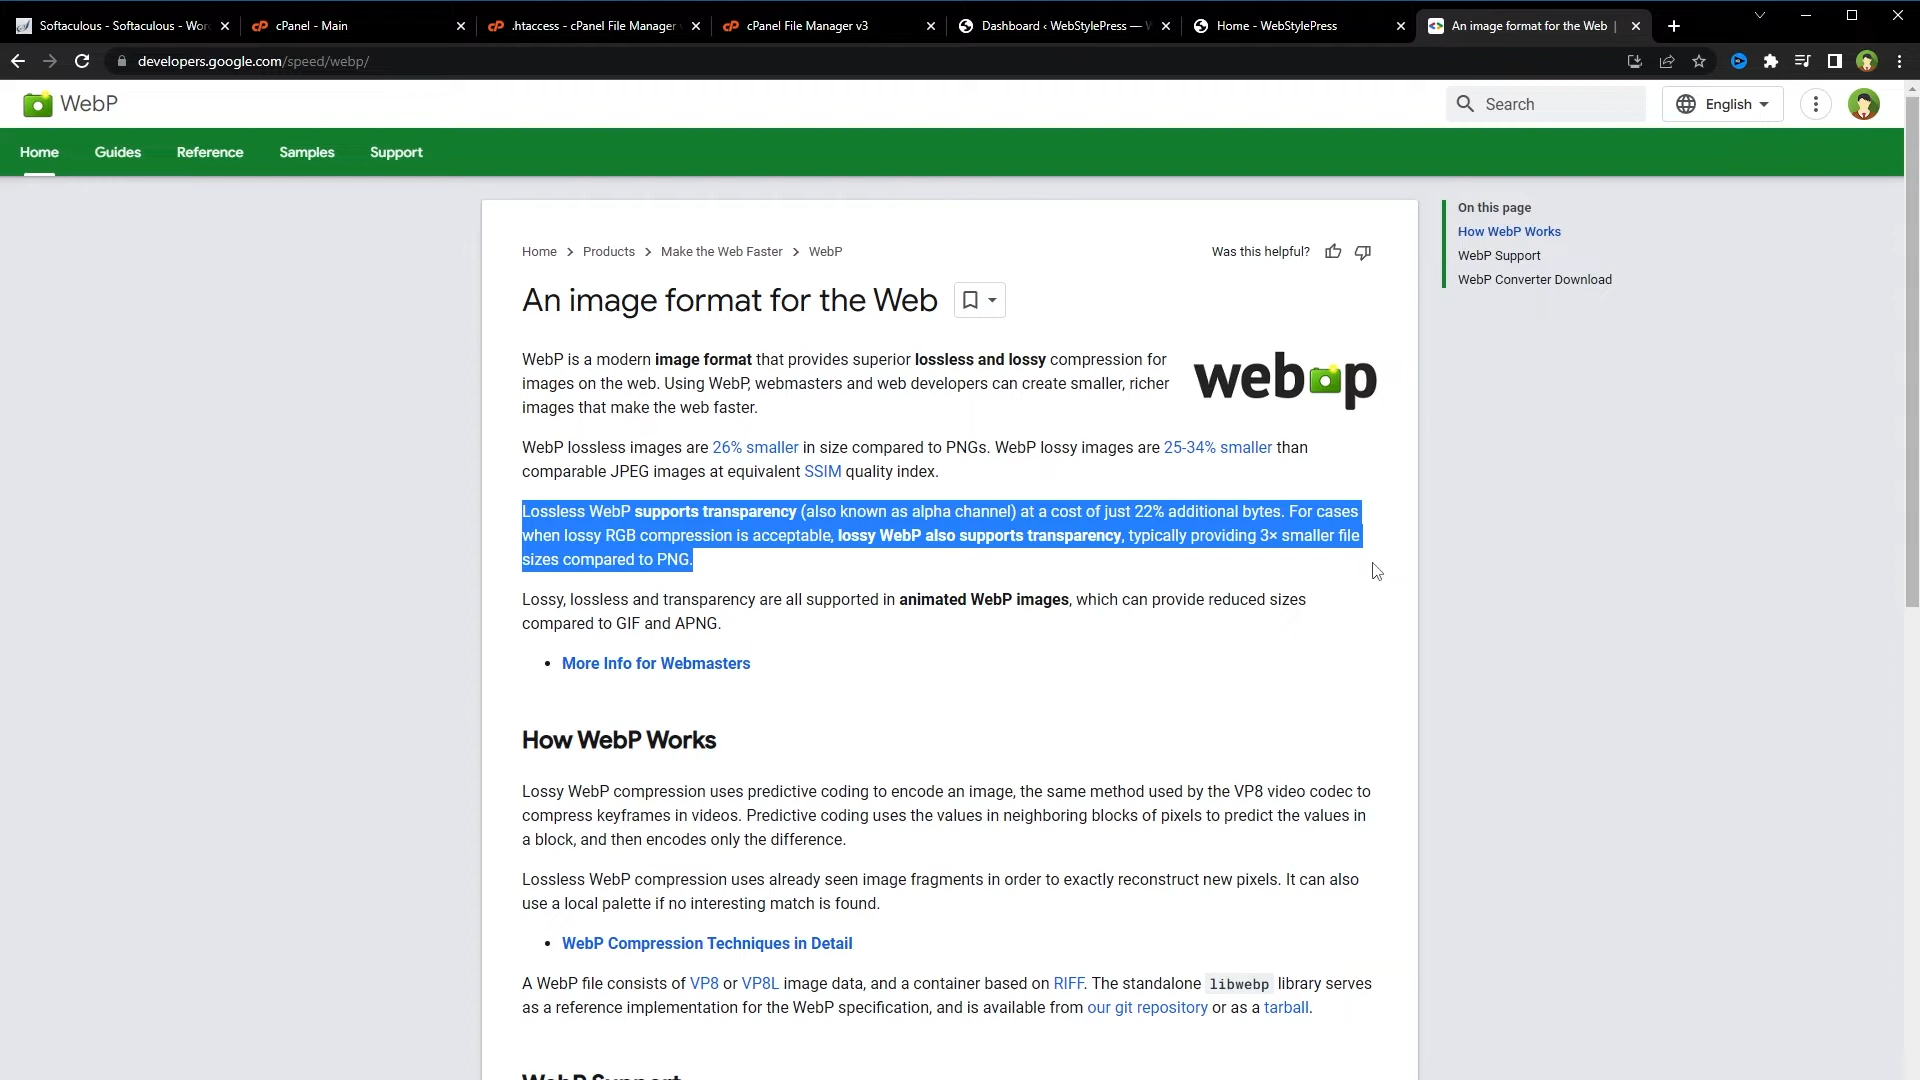 Softaculous - Softaculous - Wor
cPanel - Main
.htaccess - cPanel File Manager
cPanel File Manager v3
Dashboard ‹ WebStylePress —
Home - WebStylePress
An image format for the Web |
developers.google.com/speed/webp/
WebP
Search
English
Home
Guides
Reference
Samples
Support
Home > Products > Make the Web Faster > WebP
Was this helpful?
An image format for the Web
WebP is a modern image format that provides superior lossless and lossy compression for
images on the web. Using WebP, webmasters and web developers can create smaller, richer
images that make the web faster.
webp
WebP lossless images are 26% smaller in size compared to PNGs. WebP lossy images are 25-34% smaller than
comparable JPEG images at equivalent SSIM quality index.
Lossless WebP supports transparency (also known as alpha channel) at a cost of just 22% additional bytes. For cases
when lossy RGB compression is acceptable, lossy WebP also supports transparency, typically providing 3× smaller file
sizes compared to PNG.
Lossy, lossless and transparency are all supported in animated WebP images, which can provide reduced sizes
compared to GIF and APNG.
• More Info for Webmasters
How WebP Works
Lossy WebP compression uses predictive coding to encode an image, the same method used by the VP8 video codec to
compress keyframes in videos. Predictive coding uses the values in neighboring blocks of pixels to predict the values in
a block, and then encodes only the difference.
Lossless WebP compression uses already seen image fragments in order to exactly reconstruct new pixels. It can also
use a local palette if no interesting match is found.
• WebP Compression Techniques in Detail
A WebP file consists of VP8 or VP8L image data, and a container based on RIFF. The standalone libwebp library serves
as a reference implementation for the WebP specification, and is available from our git repository or as a tarball.
WebP Support
On this page
How WebP Works
WebP Support
WebP Converter Download